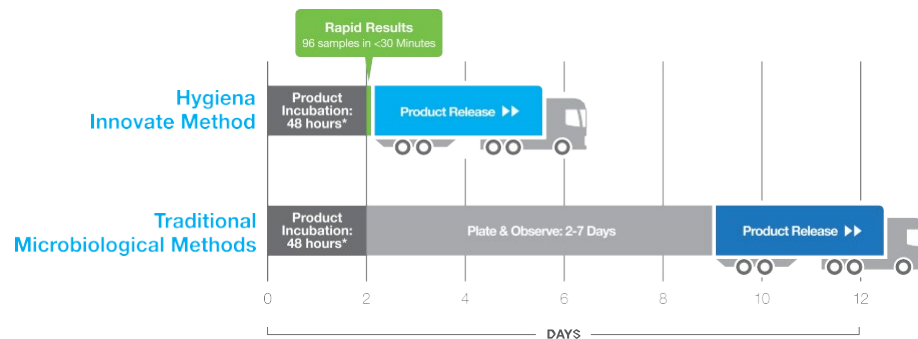 Rapid Results
96 samples in <30 Minutes
Hygiena
Innovate Method
Product
Incubation:
48 hours*
Product Release
Traditional
Microbiological Methods
Product
Incubation:
48 hours*
Plate & Observe: 2-7 Days
Product Release
0 2 4 6 8 10 12
DAYS